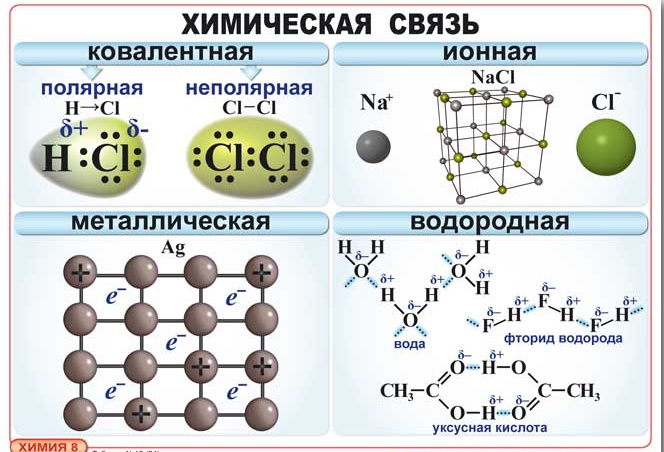 ХИМИЧЕСКАЯ СВЯЗЬ
ковалентная
полярная
H→Cl
δ+ δ-
H :Cl:
неполярная
Cl−Cl
:Cl:Cl:
ионная
NaCl
Na⁺
Cl⁻
металлическая
Ag
+ +
e⁻ e⁻
e⁻
+ +
e⁻ e⁻
+
водородная
H H H
δ− δ−
O O
δ+ δ+ δ+
H H H
δ−
O
вода
δ− δ+
F H
δ− δ+ δ− δ+
F H F H
фторид водорода
δ− δ+
O H−O
CH₃−C C−CH₃
δ+ δ−
O−H O
уксусная кислота
ХИМИЯ 8